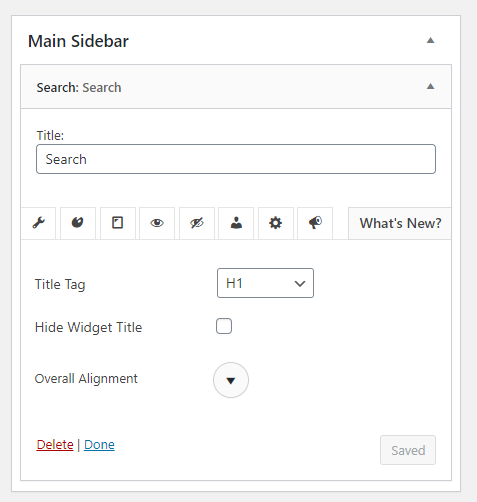 Main Sidebar
Search: Search
Title:
Search
What's New?
Title Tag
H1
Hide Widget Title
Overall Alignment
Delete | Done
Saved